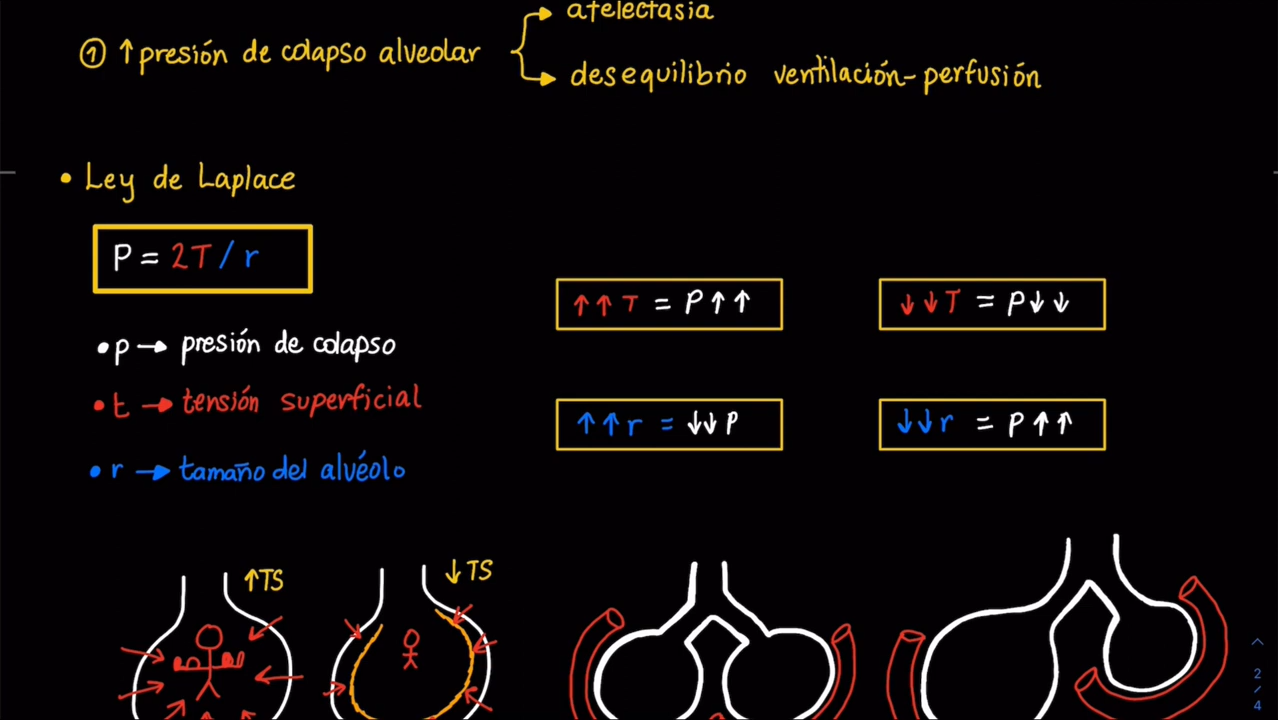 atelectasia
① ↑ presión de colapso alveolar
desequilibrio ventilación-perfusión
• Ley de Laplace
P = 2T / r
↑↑ T = P ↑↑
↓↓ T = P ↓↓
• p → presión de colapso
• t → tensión superficial
↑↑ r = ↓↓ P
↓↓ r = P ↑↑
• r → tamaño del alvéolo
↑TS
↓TS
2
/
4